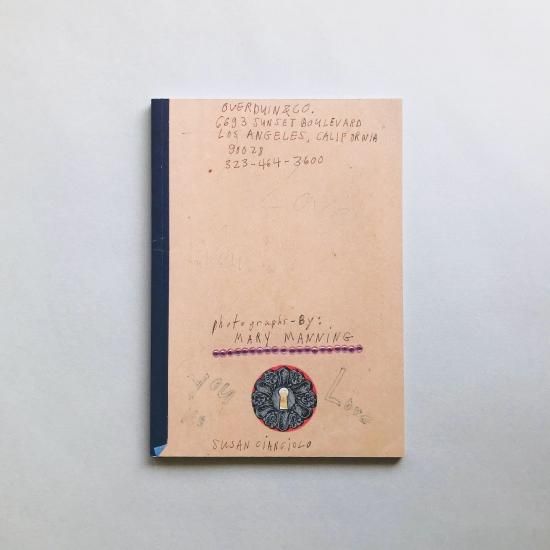 OVERDUIN & CO.
6693 SUNSET BOULEVARD
LOS ANGELES, CALIFORNIA
90028
323-464-3600
photographs-By:
MARY MANNING
you
Love
SUSAN CIANCIOLO